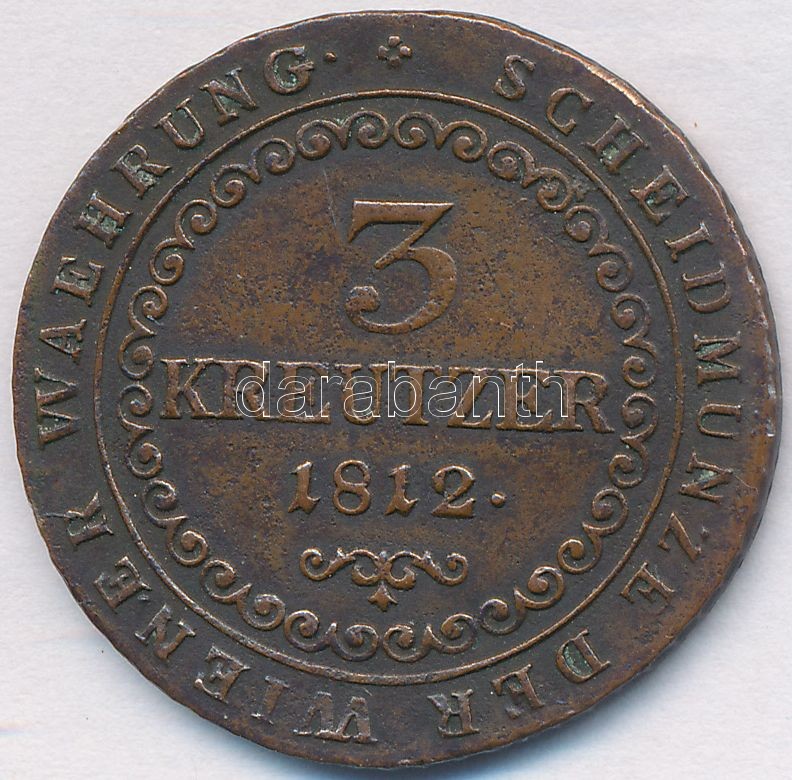 SCHEIDMUNZE DER WIENER WAEHRUNG.
3
KREUTZER
1812.
darabanth